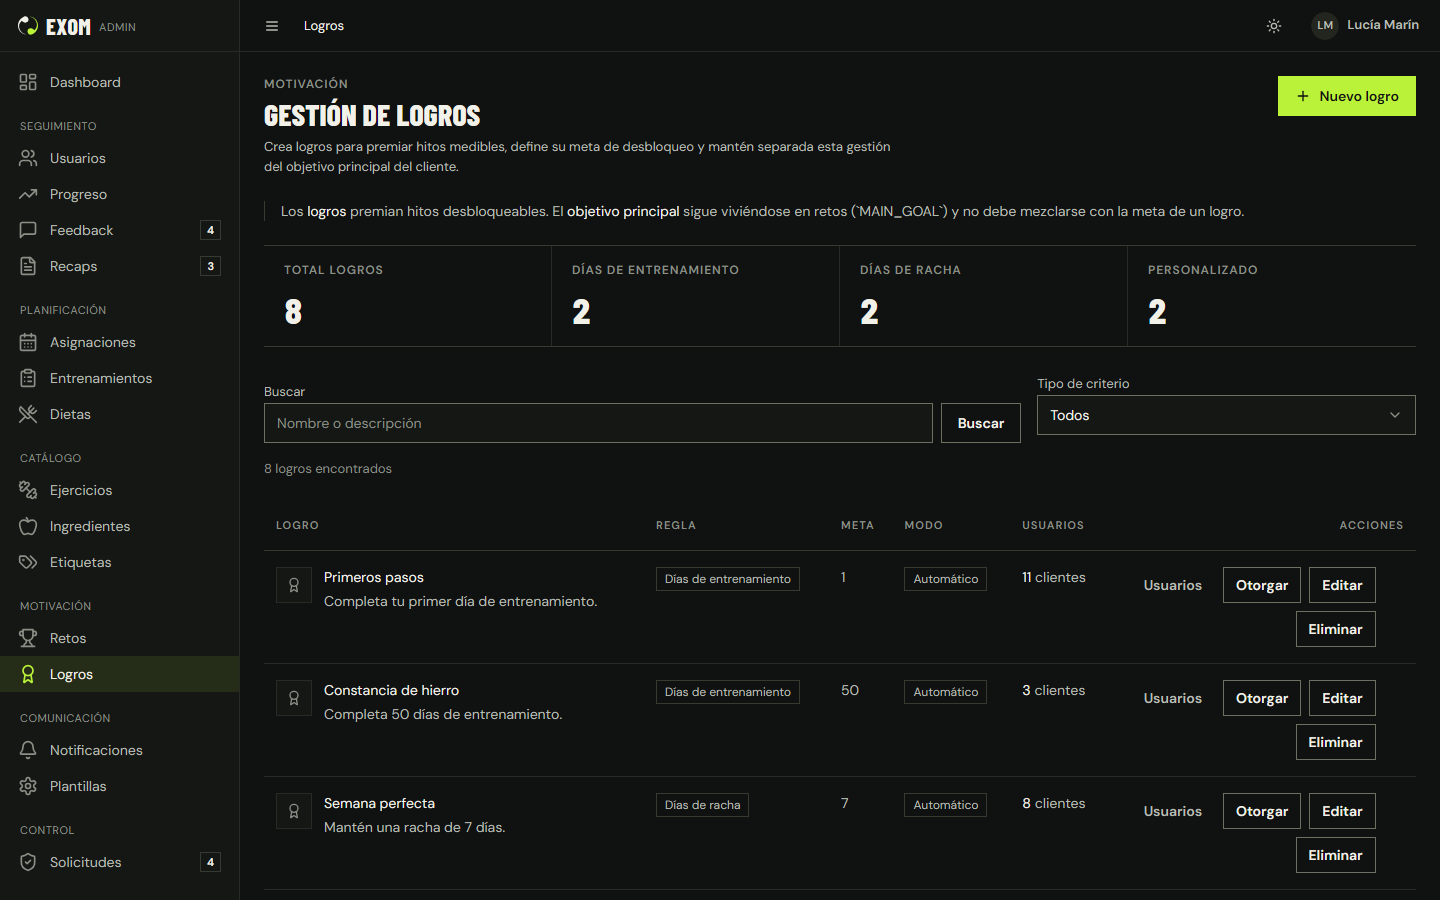 EXOM ADMIN
Logros
LM Lucía Marín
Dashboard
SEGUIMIENTO
Usuarios
Progreso
Feedback 4
Recaps 3
PLANIFICACIÓN
Asignaciones
Entrenamientos
Dietas
CATÁLOGO
Ejercicios
Ingredientes
Etiquetas
MOTIVACIÓN
Retos
Logros
COMUNICACIÓN
Notificaciones
Plantillas
CONTROL
Solicitudes 4
MOTIVACIÓN
GESTIÓN DE LOGROS
Crea logros para premiar hitos medibles, define su meta de desbloqueo y mantén separada esta gestión
del objetivo principal del cliente.
Nuevo logro
Los logros premian hitos desbloqueables. El objetivo principal sigue viviéndose en retos (`MAIN_GOAL`) y no debe mezclarse con la meta de un logro.
TOTAL LOGROS DÍAS DE ENTRENAMIENTO DÍAS DE RACHA PERSONALIZADO
8 2 2 2
Buscar Tipo de criterio
Nombre o descripción Buscar Todos
8 logros encontrados
LOGRO REGLA META MODO USUARIOS ACCIONES
Primeros pasos Días de entrenamiento 1 Automático 11 clientes Usuarios Otorgar Editar
Completa tu primer día de entrenamiento.
Eliminar
Constancia de hierro Días de entrenamiento 50 Automático 3 clientes Usuarios Otorgar Editar
Completa 50 días de entrenamiento.
Eliminar
Semana perfecta Días de racha 7 Automático 8 clientes Usuarios Otorgar Editar
Mantén una racha de 7 días.
Eliminar